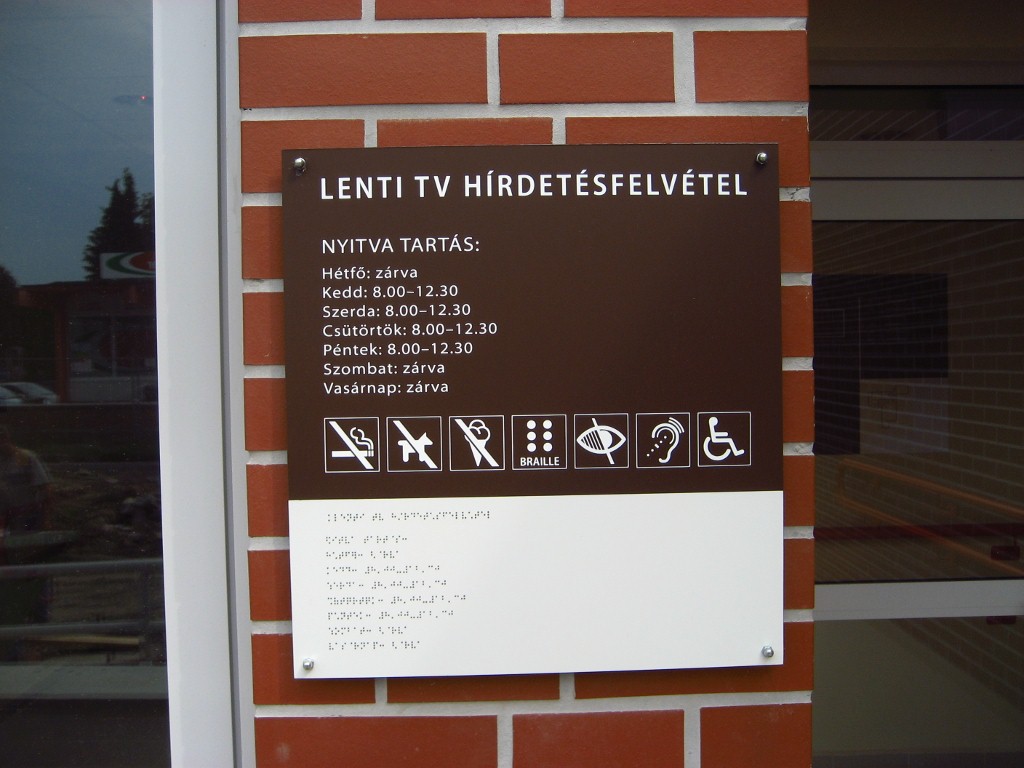 LENTI TV HÍRDETÉSFELVÉTEL
NYITVA TARTÁS:
Hétfő: zárva
Kedd: 8.00–12.30
Szerda: 8.00–12.30
Csütörtök: 8.00–12.30
Péntek: 8.00–12.30
Szombat: zárva
Vasárnap: zárva
BRAILLE